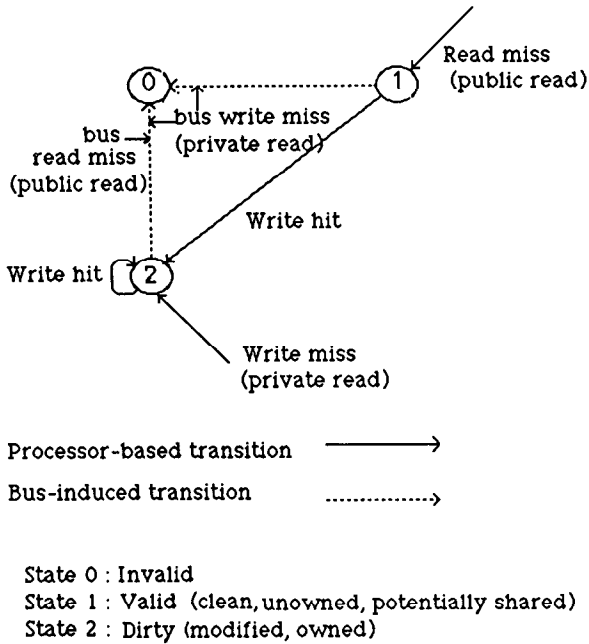 Read miss
(public read)
0
1
bus write miss
(private read)
bus
read miss
(public read)
Write hit
Write hit
2
Write miss
(private read)
Processor-based transition
Bus-induced transition
State 0 : Invalid
State 1 : Valid (clean, unowned, potentially shared)
State 2 : Dirty (modified, owned)